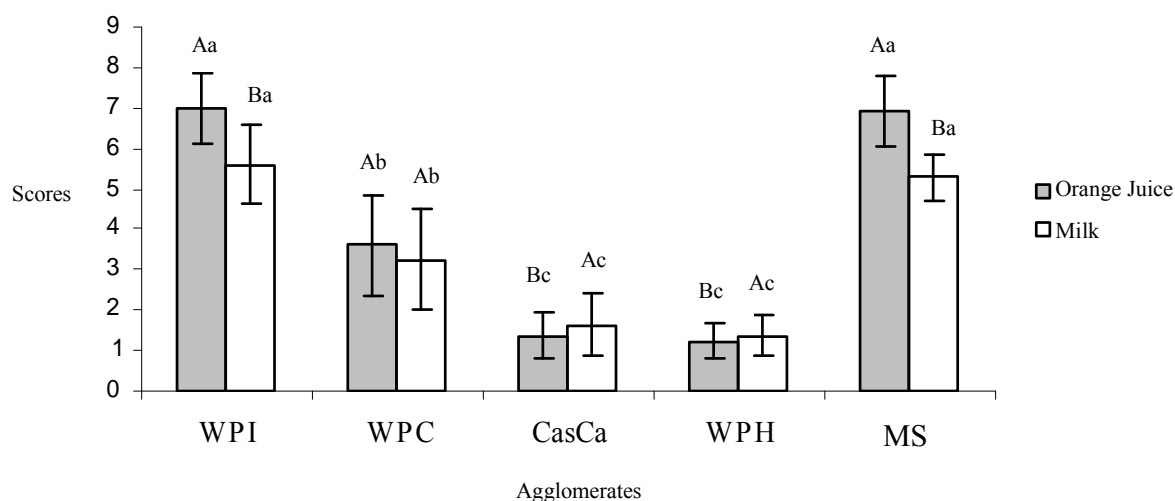 9
8
7
6
5
4
3
2
1
0
Scores
Aa
Ba
Ab
Ab
Bc
Ac
Bc
Ac
Aa
Ba
Orange Juice
Milk
WPI WPC CasCa WPH MS
Agglomerates